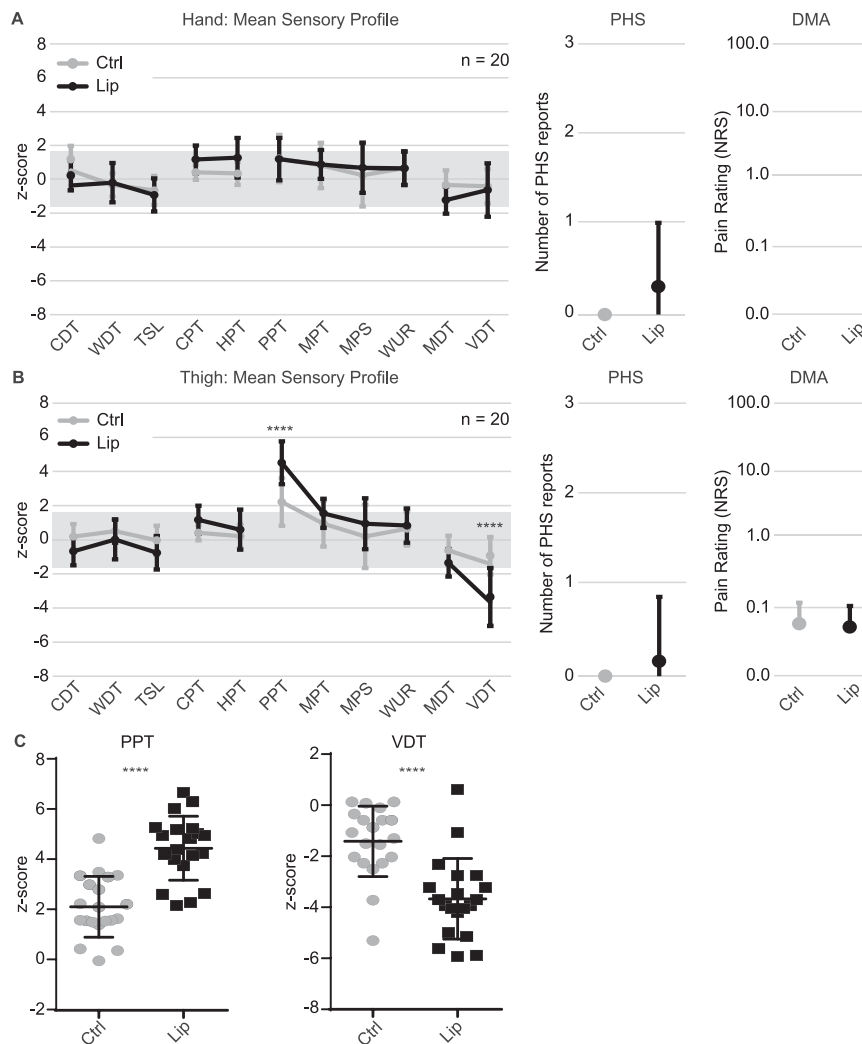 A Hand: Mean Sensory Profile PHS DMA
8
6
4
2
0
-2
-4
-6
-8
z-score
Ctrl
Lip
n = 20
CDT WDT TSL CPT HPT PPT MPT MPS WUR MDT VDT
3
2
1
0
Number of PHS reports
Ctrl Lip
100.0
10.0
1.0
0.1
0.0
Pain Rating (NRS)
Ctrl Lip
B Thigh: Mean Sensory Profile PHS DMA
8
6
4
2
0
-2
-4
-6
-8
z-score
Ctrl
Lip
n = 20
****
****
CDT WDT TSL CPT HPT PPT MPT MPS WUR MDT VDT
3
2
1
0
Number of PHS reports
Ctrl Lip
100.0
10.0
1.0
0.1
0.0
Pain Rating (NRS)
Ctrl Lip
C PPT VDT
8
6
4
2
0
-2
z-score
****
Ctrl Lip
2
0
-2
-4
-6
-8
z-score
****
Ctrl Lip